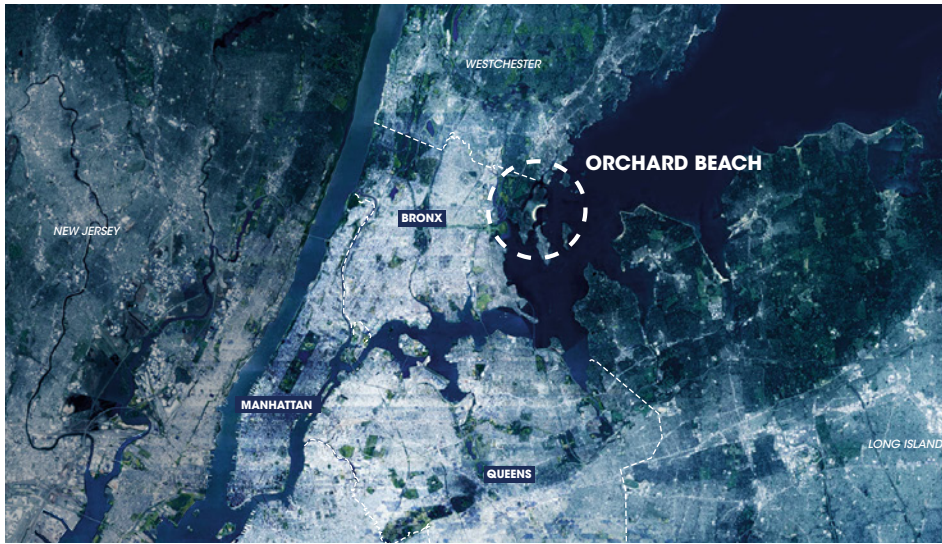 WESTCHESTER
ORCHARD BEACH
BRONX
NEW JERSEY
MANHATTAN
LONG ISLAND
QUEENS